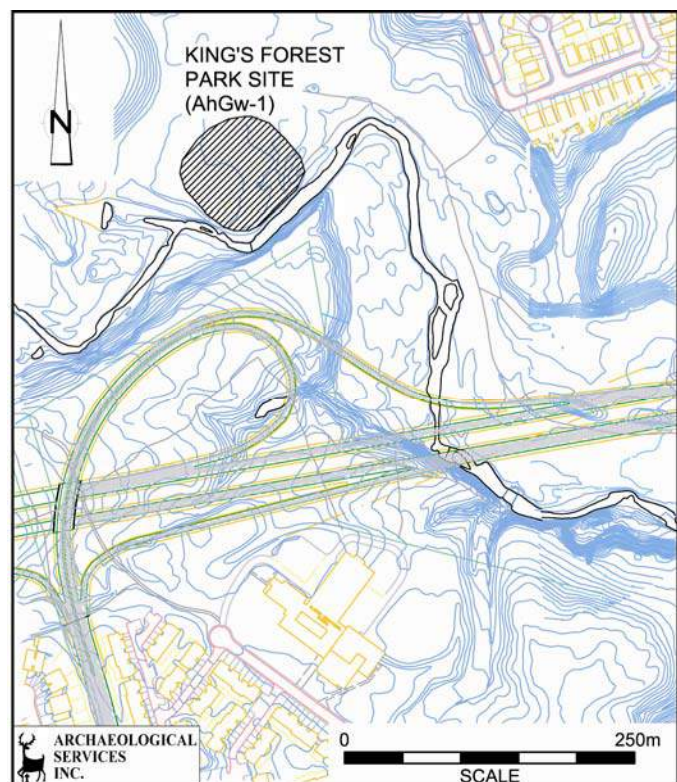 KING'S FOREST
PARK SITE
(AhGw-1)
N
ARCHAEOLOGICAL
SERVICES
INC.
0 250m
SCALE